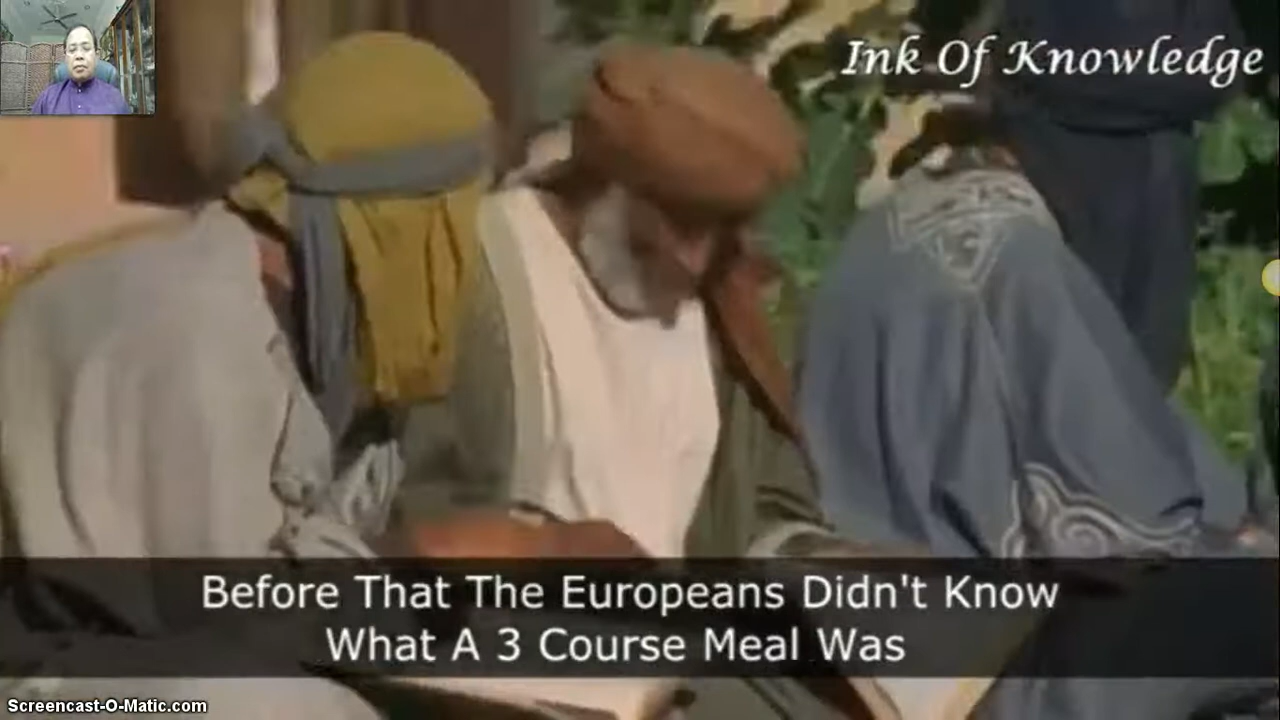 Ink Of Knowledge
Before That The Europeans Didn't Know
What A 3 Course Meal Was
Screencast-O-Matic.com